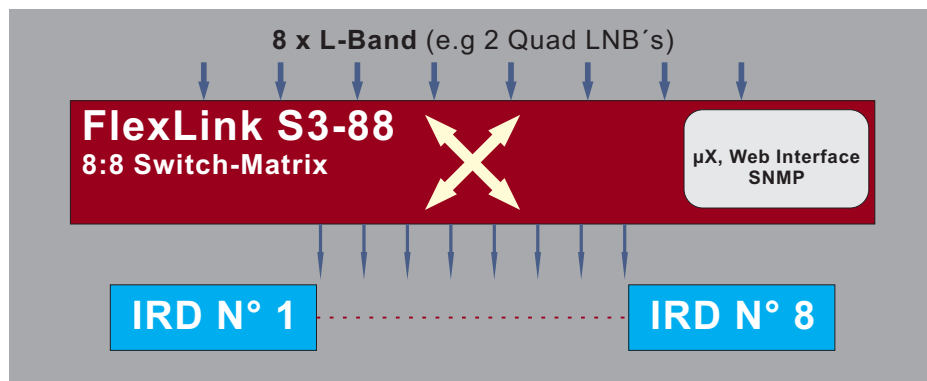 8 x L-Band (e.g 2 Quad LNB´s)
FlexLink S3-88
8:8 Switch-Matrix
µX, Web Interface
SNMP
IRD N° 1
IRD N° 8